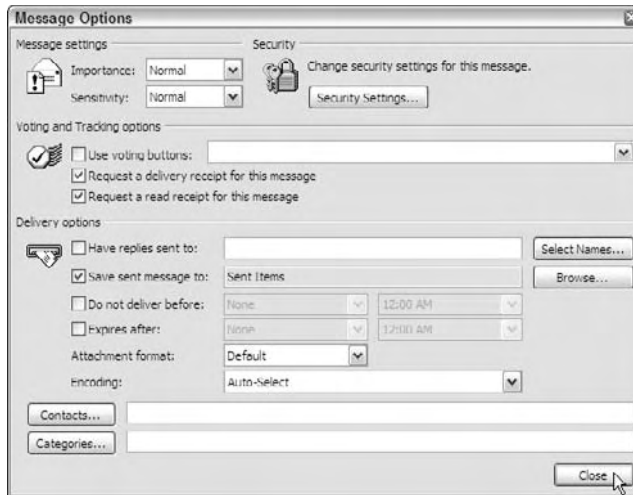 Message Options
Message settings Security
Importance: Normal Change security settings for this message.
Sensitivity: Normal Security Settings...
Voting and Tracking options
Use voting buttons:
Request a delivery receipt for this message
Request a read receipt for this message
Delivery options
Have replies sent to: Select Names...
Save sent message to: Sent Items Browse...
Do not deliver before: None 12:00 AM
Expires after: None 12:00 AM
Attachment format: Default
Encoding: Auto-Select
Contacts...
Categories...
Close